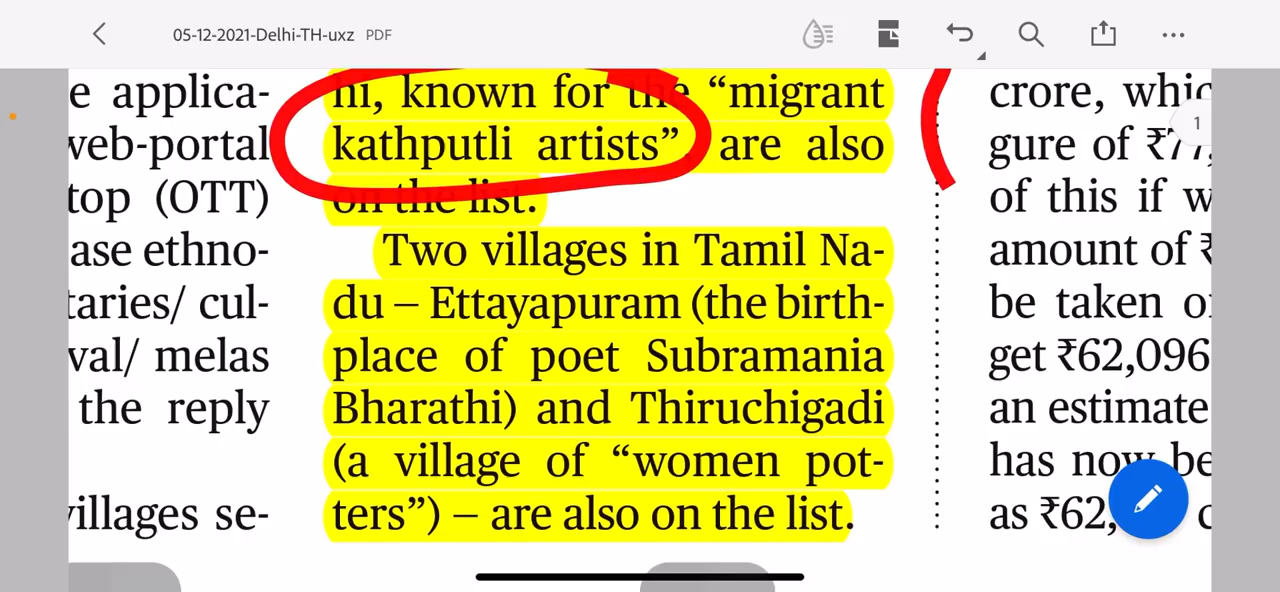 05-12-2021-Delhi-TH-uxz PDF
1
e applica-
web-portal
top (OTT)
ase ethno-
taries/ cul-
val/ melas
the reply
villages se-
hi, known for the “migrant
kathputli artists”, are also
on the list.
Two villages in Tamil Na-
du – Ettayapuram (the birth-
place of poet Subramania
Bharathi) and Thiruchigadi
(a village of “women pot-
ters”) – are also on the list.
crore, whic
gure of ₹77,
of this if w
amount of ₹
be taken o
get ₹62,096
an estimate
has now be
as ₹62,